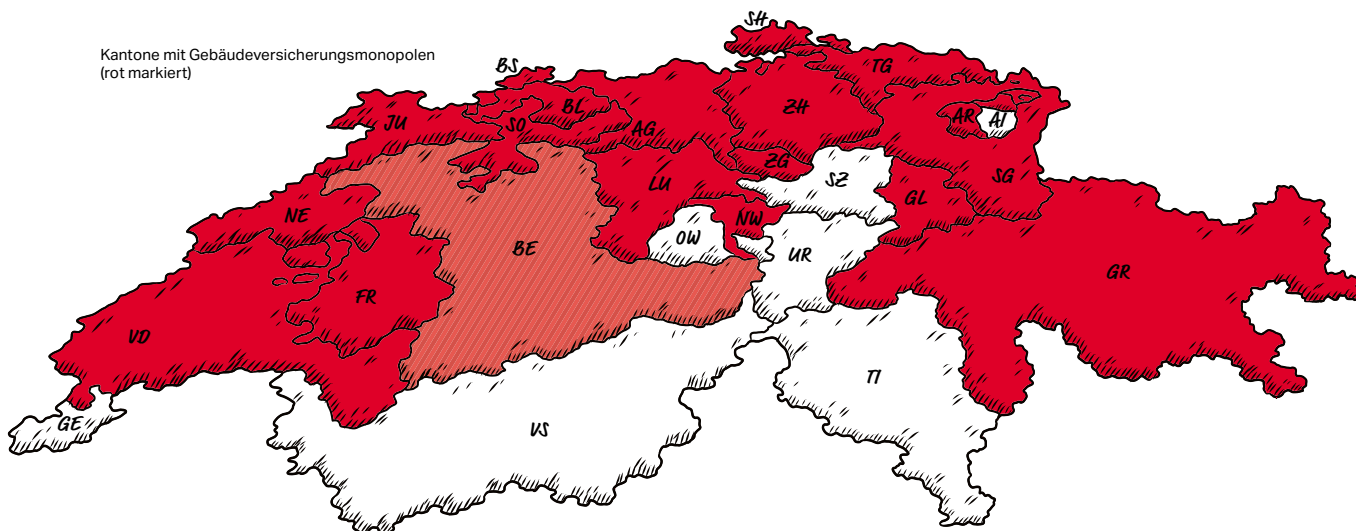 SH
Kantone mit Gebäudeversicherungsmonopolen
(rot markiert)
BS
TG
BL
ZH
JU
SO
AG
AR
AI
ZG
LU
SZ
SG
GL
NE
NW
OW
BE
UR
GR
FR
VD
TI
GE
VS